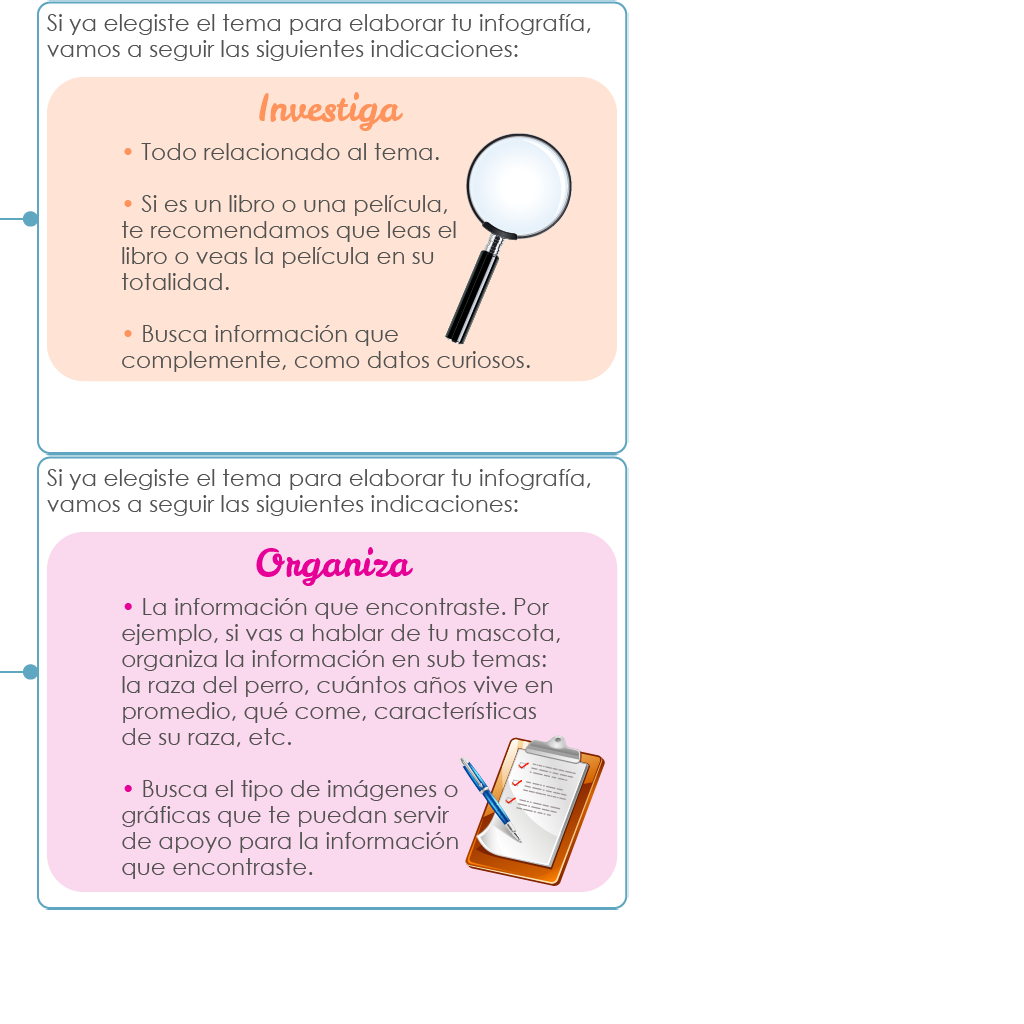 Si ya elegiste el tema para elaborar tu infografía,
vamos a seguir las siguientes indicaciones:
Investiga
• Todo relacionado al tema.
• Si es un libro o una película,
te recomendamos que leas el
libro o veas la película en su
totalidad.
• Busca información que
complemente, como datos curiosos.
Si ya elegiste el tema para elaborar tu infografía,
vamos a seguir las siguientes indicaciones:
Organiza
• La información que encontraste. Por
ejemplo, si vas a hablar de tu mascota,
organiza la información en sub temas:
la raza del perro, cuántos años vive en
promedio, qué come, características
de su raza, etc.
• Busca el tipo de imágenes o
gráficas que te puedan servir
de apoyo para la información
que encontraste.